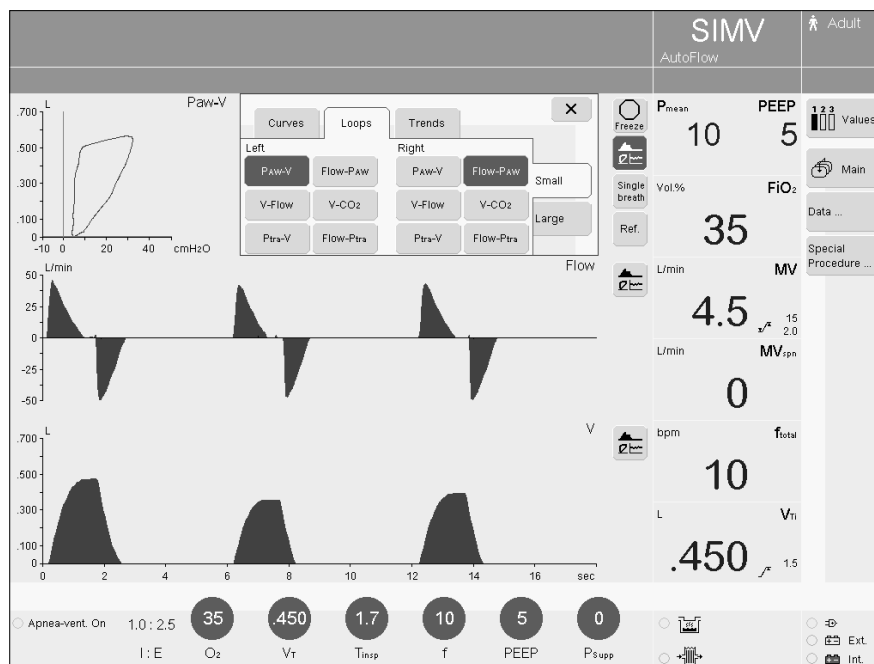 SIMV
AutoFlow
Adult
Paw-V
L
.700
.500
.300
.100
0
-10 0 20 40 cmH2O
Curves Loops Trends
Left Right
PAW-V Flow-PAW PAW-V Flow-PAW
V-Flow V-CO2 V-Flow V-CO2
Ptra-V Flow-Ptra Ptra-V Flow-Ptra
Small
Large
Freeze
Single
breath
Ref.
Pmean PEEP
10 5
Vol.% FiO2
35
L/min MV
4.5
15
2.0
L/min MVspn
0
bpm ftotal
10
L VTi
.450
1.5
1 2 3
Values
Main
Data ...
Special
Procedure ...
L/min Flow
50
25
0
-25
-50
L V
.700
.500
.300
.100
0
0 2 4 6 8 10 12 14 16 sec
Apnea-vent. On 1.0 : 2.5 35 .450 1.7 10 5 0
I : E O2 VT Tinsp f PEEP PSupp
Ext.
Int.